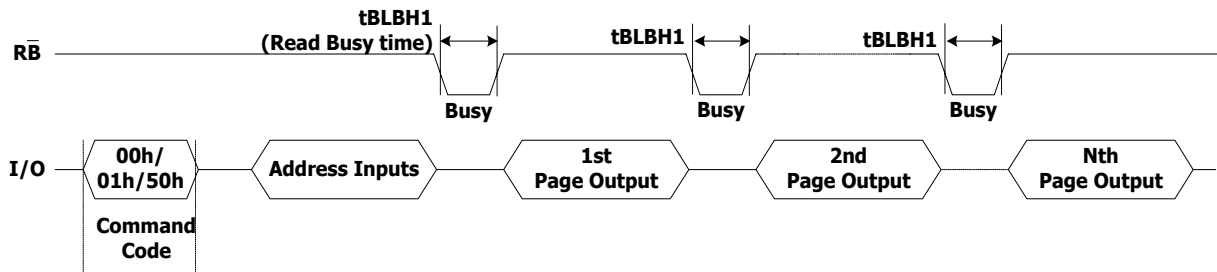 tBLBH1
(Read Busy time)
tBLBH1
tBLBH1
RB̅
Busy
Busy
Busy
I/O
00h/
01h/50h
Address Inputs
1st
Page Output
2nd
Page Output
Nth
Page Output
Command
Code